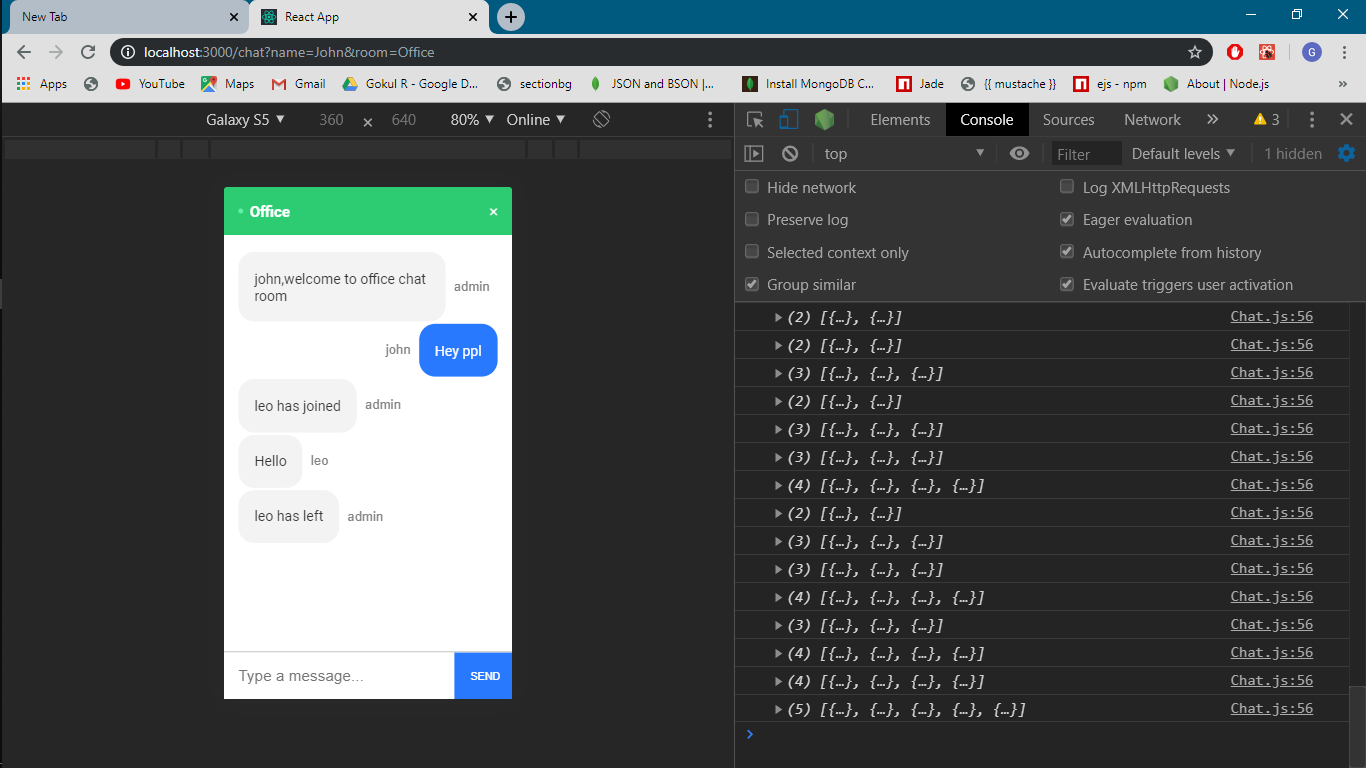 New Tab
React App
localhost:3000/chat?name=John&room=Office
G
Apps
YouTube
Maps
Gmail
Gokul R - Google D...
sectionbg
JSON and BSON |...
Install MongoDB C...
Jade
{{ mustache }}
ejs - npm
About | Node.js
»
Galaxy S5 ▼ 360 × 640 80% ▼ Online ▼
Elements Console Sources Network » 3
top Filter Default levels ▼ 1 hidden
Hide network Log XMLHttpRequests
Preserve log Eager evaluation
Selected context only Autocomplete from history
Group similar Evaluate triggers user activation
Office ×
john,welcome to office chat
room
admin
john
Hey ppl
leo has joined
admin
Hello
leo
leo has left
admin
Type a message...
SEND
(2) [{…}, {…}] Chat.js:56
(2) [{…}, {…}] Chat.js:56
(3) [{…}, {…}, {…}] Chat.js:56
(2) [{…}, {…}] Chat.js:56
(3) [{…}, {…}, {…}] Chat.js:56
(3) [{…}, {…}, {…}] Chat.js:56
(4) [{…}, {…}, {…}, {…}] Chat.js:56
(2) [{…}, {…}] Chat.js:56
(3) [{…}, {…}, {…}] Chat.js:56
(3) [{…}, {…}, {…}] Chat.js:56
(4) [{…}, {…}, {…}, {…}] Chat.js:56
(3) [{…}, {…}, {…}] Chat.js:56
(4) [{…}, {…}, {…}, {…}] Chat.js:56
(4) [{…}, {…}, {…}, {…}] Chat.js:56
(5) [{…}, {…}, {…}, {…}, {…}] Chat.js:56